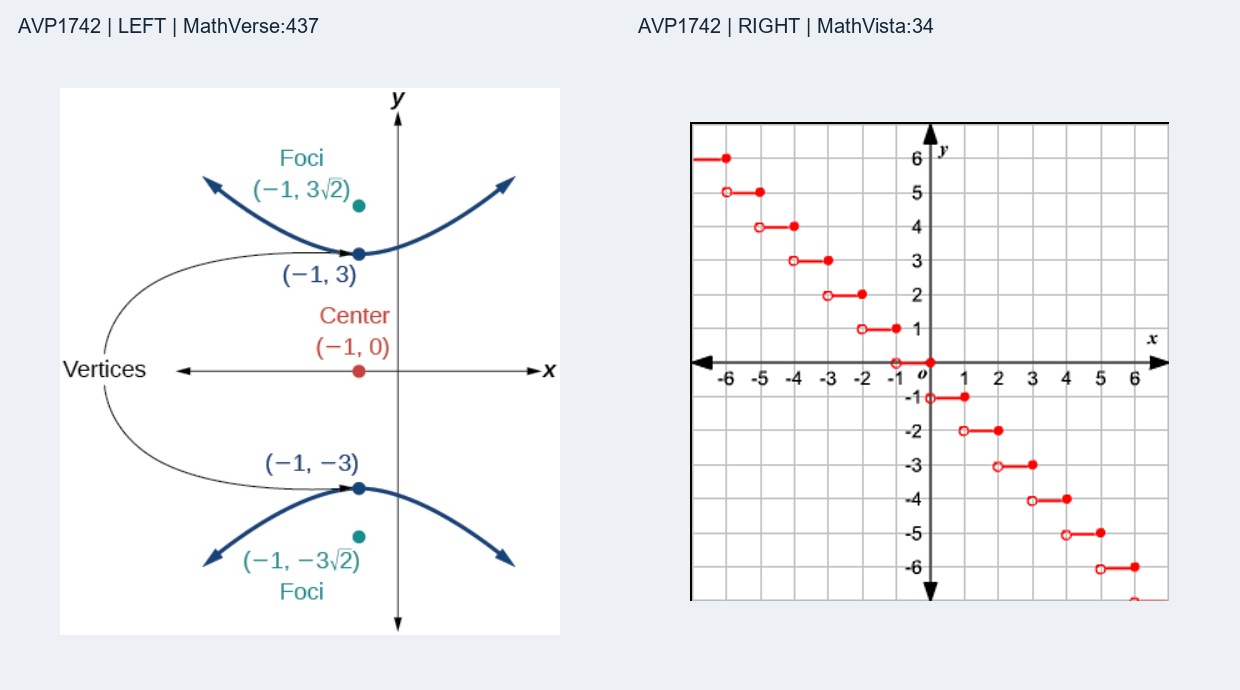 AVP1742 | LEFT | MathVerse:437
AVP1742 | RIGHT | MathVista:34
y
Foci
(−1, 3√2)
(−1, 3)
Center
(−1, 0)
Vertices
x
(−1, −3)
(−1, −3√2)
Foci
y
6
5
4
3
2
1
x
-6 -5 -4 -3 -2 -1 o 1 2 3 4 5 6
-1
-2
-3
-4
-5
-6